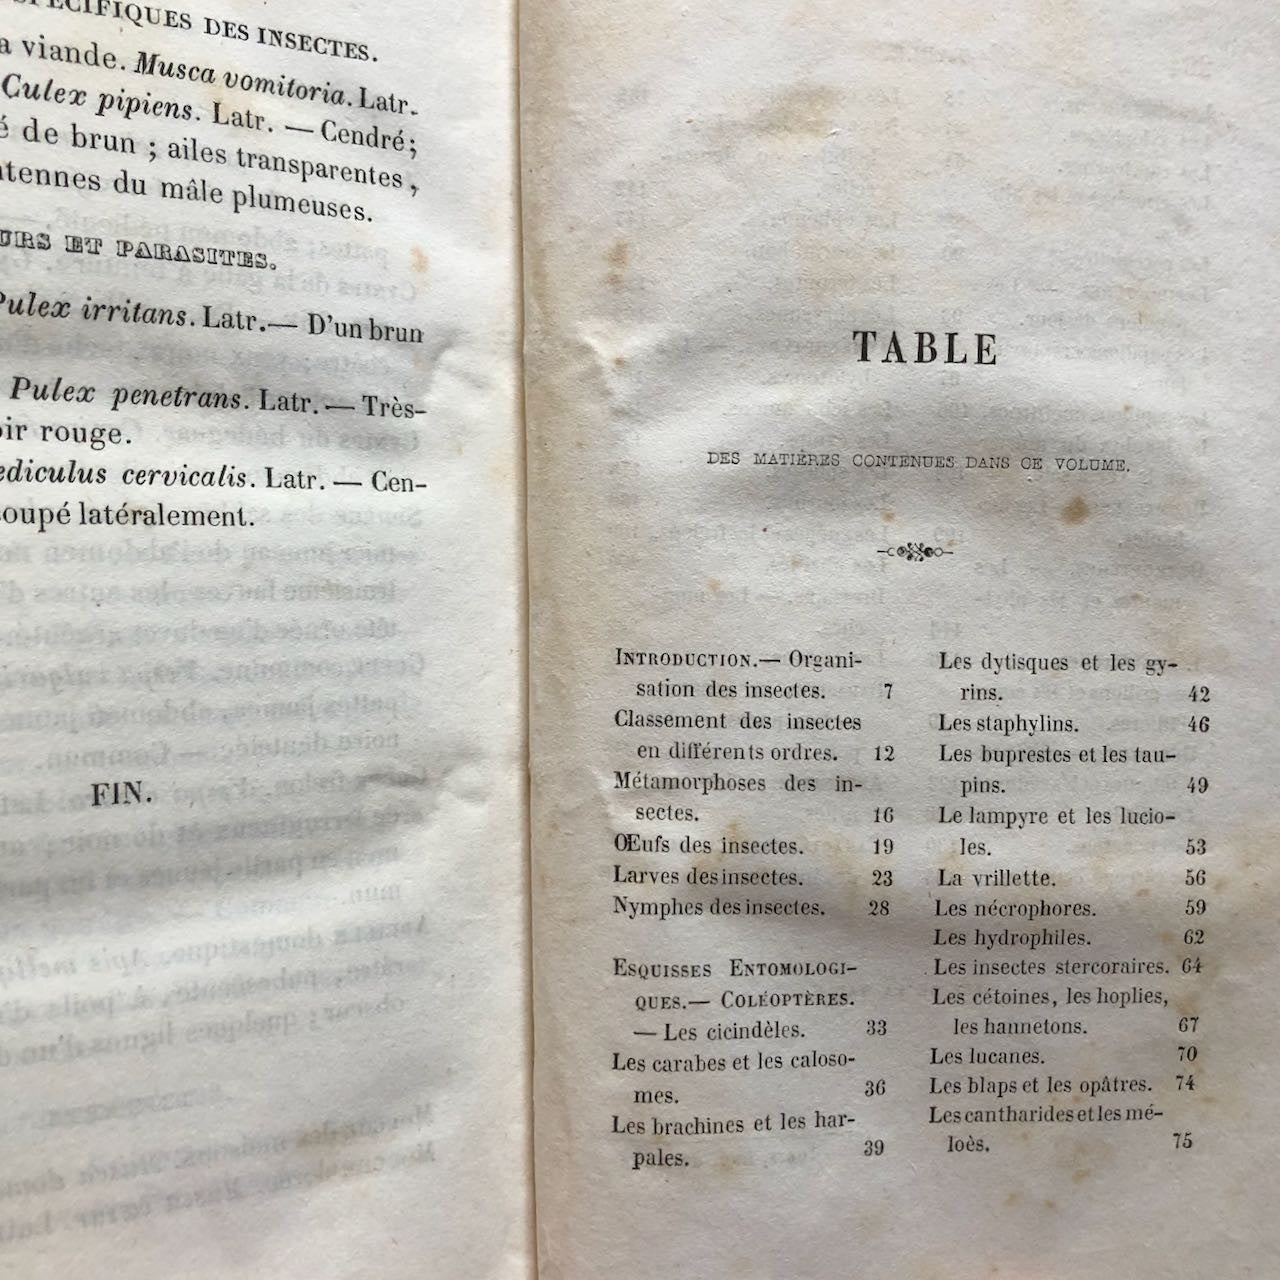 SPÉCIFIQUES DES INSECTES.
a viande. Musca vomitoria. Latr.
Culex pipiens. Latr. — Cendré;
é de brun ; ailes transparentes,
ntennes du mâle plumeuses.
URS ET PARASITES.
Pulex irritans. Latr.— D'un brun
Pulex penetrans. Latr. — Très-
oir rouge.
ediculus cervicalis. Latr. — Cen-
coupé latéralement.
FIN.
TABLE
DES MATIÈRES CONTENUES DANS CE VOLUME.
INTRODUCTION.— Organi-
sation des insectes. 7
Classement des insectes
en différents ordres. 12
Métamorphoses des in-
sectes. 16
Œufs des insectes. 19
Larves des insectes. 23
Nymphes des insectes. 28
ESQUISSES ENTOMOLOGI-
QUES.— COLÉOPTÈRES.
— Les cicindèles. 33
Les carabes et les caloso-
mes. 36
Les brachines et les har-
pales. 39
Les dytisques et les gy-
rins. 42
Les staphylins. 46
Les buprestes et les tau-
pins. 49
Le lampyre et les lucio-
les. 53
La vrillette. 56
Les nécrophores. 59
Les hydrophiles. 62
Les insectes stercoraires. 64
Les cétoines, les hoplies,
les hannetons. 67
Les lucanes. 70
Les blaps et les opâtres. 74
Les cantharides et les mé-
loès. 75